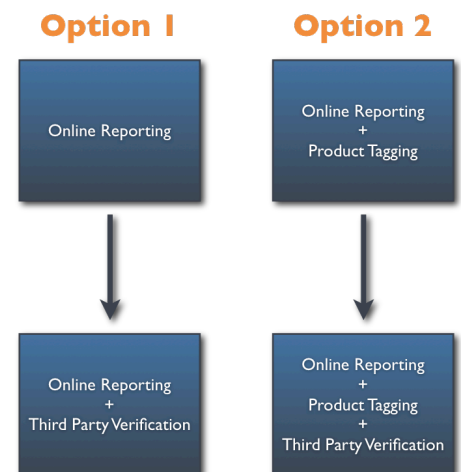 Option 1
Online Reporting
Online Reporting
+
Third Party Verification
Option 2
Online Reporting
+
Product Tagging
Online Reporting
+
Product Tagging
+
Third Party Verification